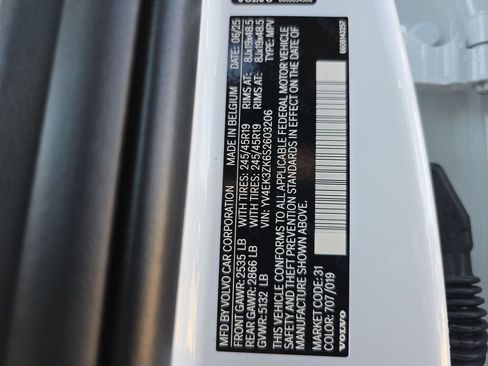 VOLVO
MFD BY VOLVO CAR CORPORATION MADE IN BELGIUM 06/25
FRONT GAWR: 2535 LB TIRES: 245/45R19 RIMS AT: 8Jx19x48.5
REAR GAWR: 2866 LB TIRES: 245/45R19 RIMS AT: 8Jx19x48.5
GVWR: 5132 LB VIN: YV4EK3ZK6S2603206 TYPE: MPV
THIS VEHICLE CONFORMS TO ALL APPLICABLE FEDERAL MOTOR VEHICLE
SAFETY AND THEFT PREVENTION STANDARDS IN EFFECT ON THE DATE OF
MANUFACTURE SHOWN ABOVE.
MARKET CODE: 31
COLOR: 707/019
VOLVO